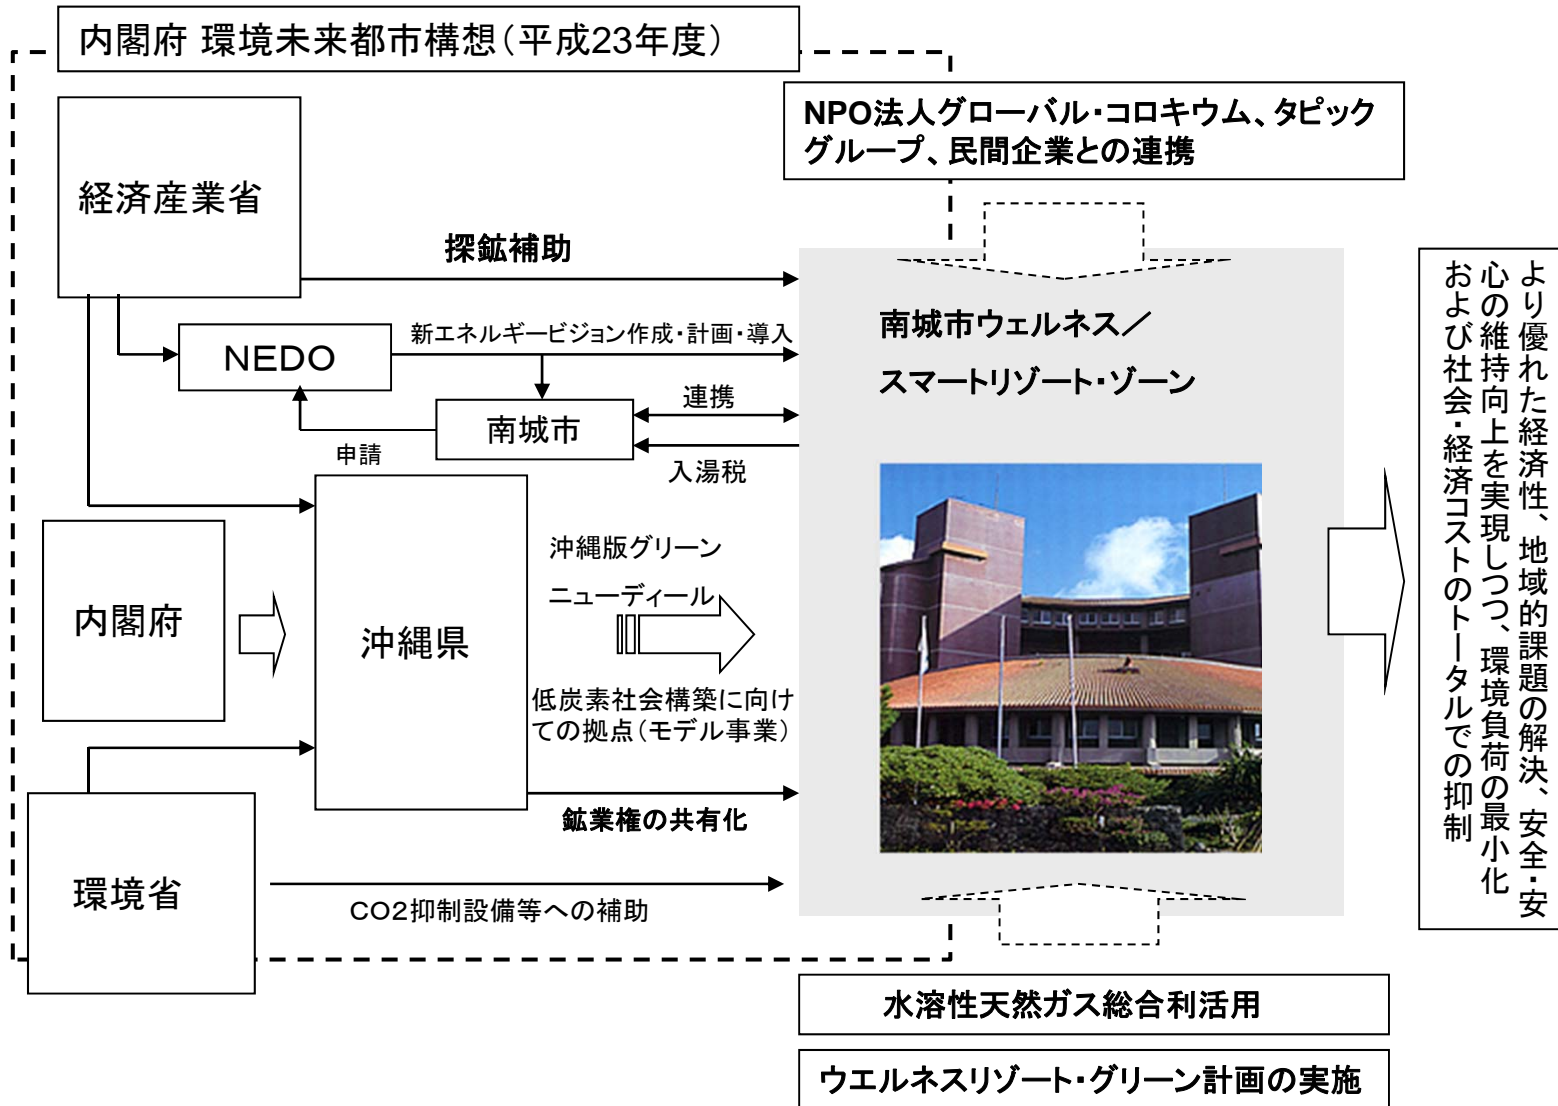 内閣府 環境未来都市構想(平成23年度)
NPO法人グローバル・コロキウム、タピック
グループ、民間企業との連携
経済産業省
探鉱補助
NEDO
新エネルギービジョン作成・計画・導入
南城市
連携
申請
入湯税
南城市ウェルネス／
スマートリゾート・ゾーン
内閣府
沖縄県
沖縄版グリーン
ニューディール
低炭素社会構築に向け
ての拠点(モデル事業)
鉱業権の共有化
環境省
CO2抑制設備等への補助
より優れた経済性、地域的課題の解決、安全・安
心の維持向上を実現しつつ、環境負荷の最小化
および社会・経済コストのトータルでの抑制
水溶性天然ガス総合利活用
ウエルネスリゾート・グリーン計画の実施